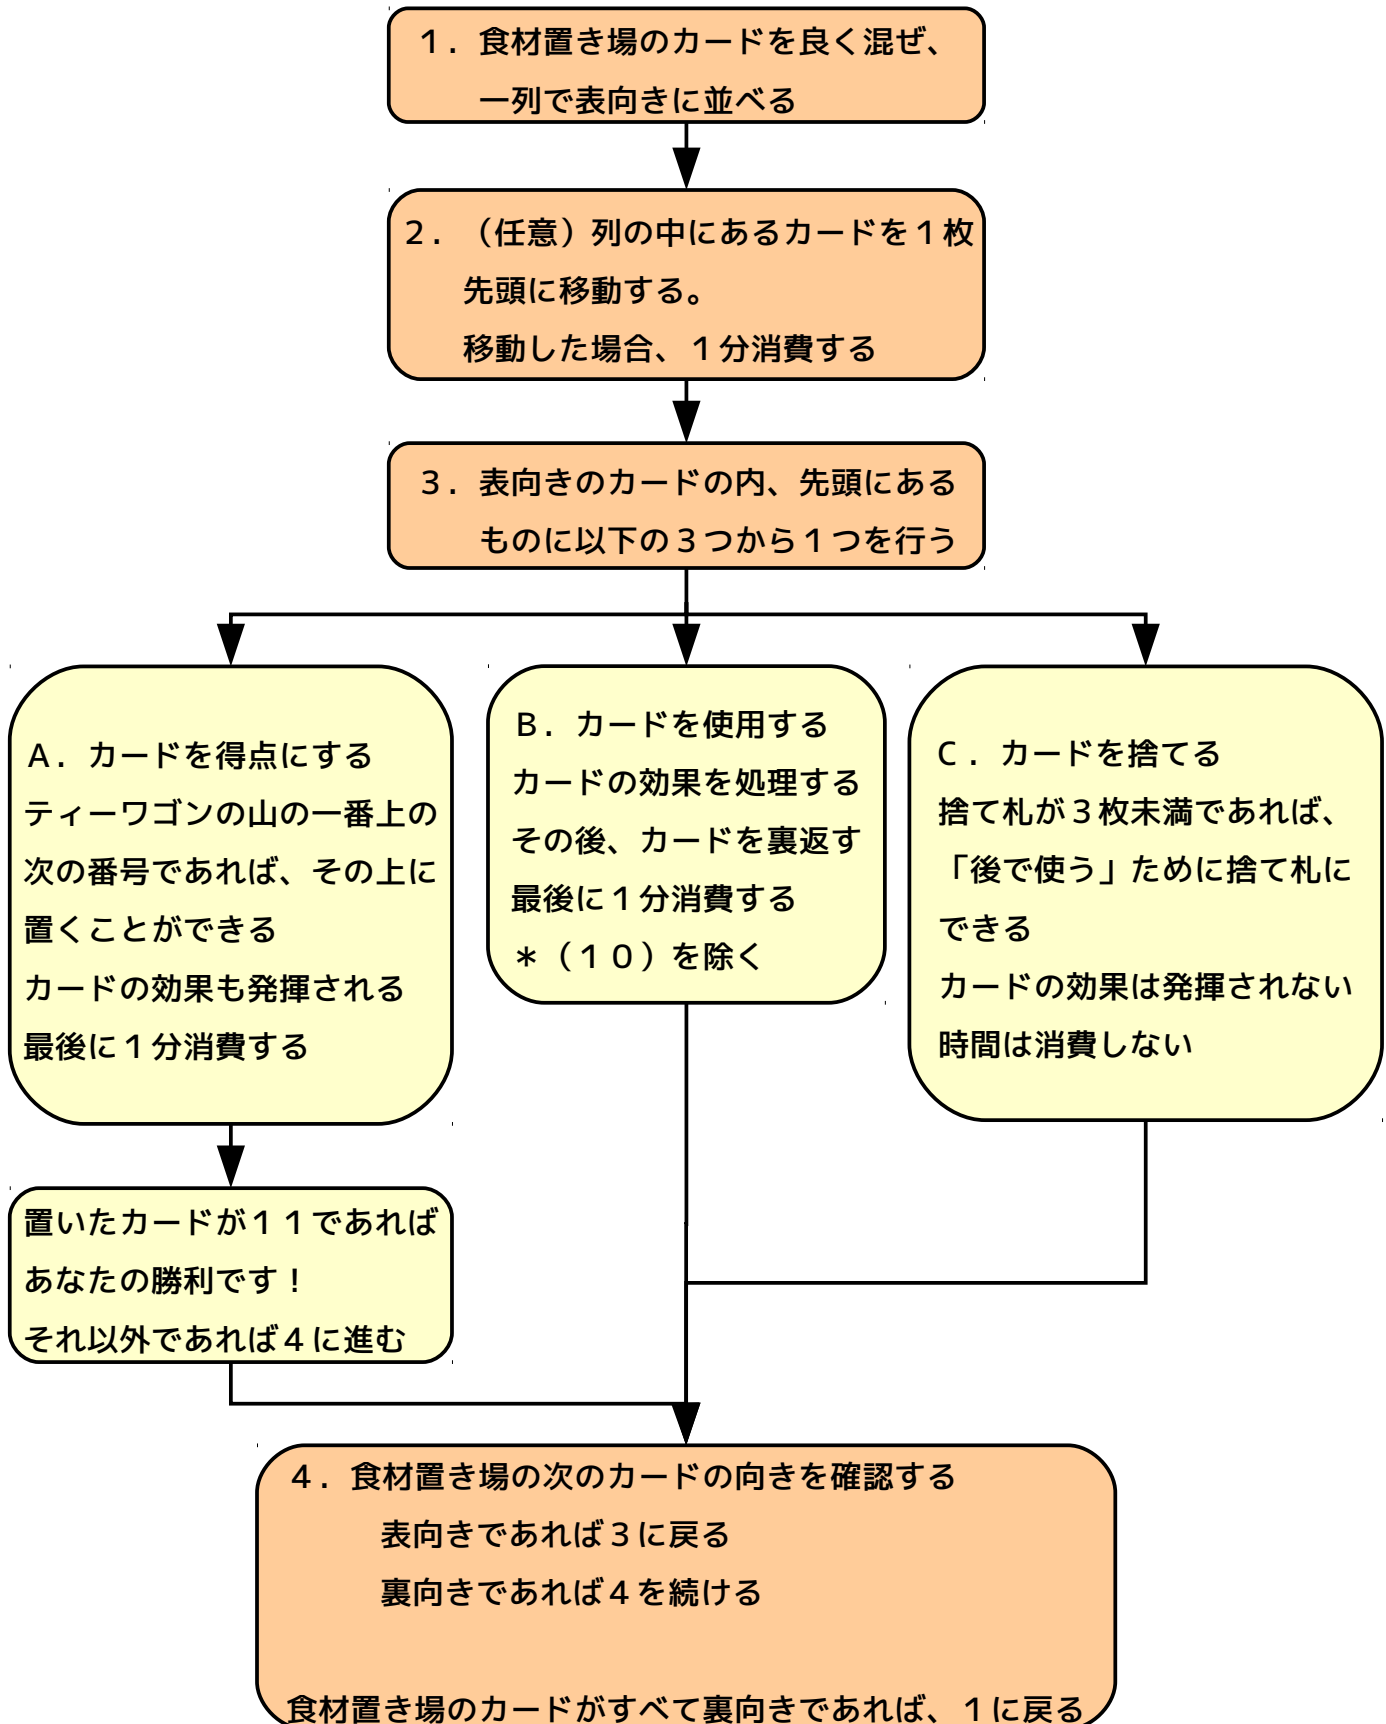 １．食材置き場のカードを良く混ぜ、
一列で表向きに並べる
２．（任意）列の中にあるカードを１枚
先頭に移動する。
移動した場合、１分消費する
３．表向きのカードの内、先頭にある
ものに以下の３つから１つを行う
Ａ．カードを得点にする
ティーワゴンの山の一番上の
次の番号であれば、その上に
置くことができる
カードの効果も発揮される
最後に１分消費する
Ｂ．カードを使用する
カードの効果を処理する
その後、カードを裏返す
最後に１分消費する
＊（１０）を除く
Ｃ．カードを捨てる
捨て札が３枚未満であれば、
「後で使う」ために捨て札に
できる
カードの効果は発揮されない
時間は消費しない
置いたカードが１１であれば
あなたの勝利です！
それ以外であれば４に進む
４．食材置き場の次のカードの向きを確認する
表向きであれば３に戻る
裏向きであれば４を続ける
食材置き場のカードがすべて裏向きであれば、１に戻る